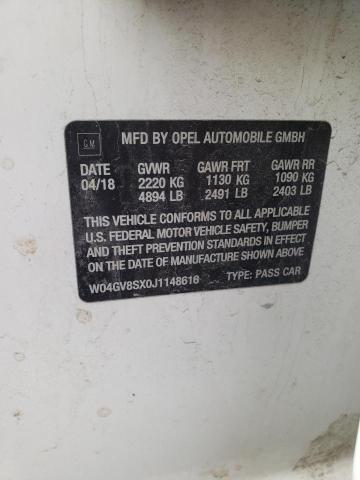 GM
MFD BY OPEL AUTOMOBILE GMBH
DATE GVWR GAWR FRT GAWR RR
04/18 2220 KG 1130 KG 1090 KG
4894 LB 2491 LB 2403 LB
THIS VEHICLE CONFORMS TO ALL APPLICABLE
U.S. FEDERAL MOTOR VEHICLE SAFETY, BUMPER
AND THEFT PREVENTION STANDARDS IN EFFECT
ON THE DATE OF MANUFACTURE SHOWN ABOVE
W04GV8SX0J1148618 TYPE: PASS CAR